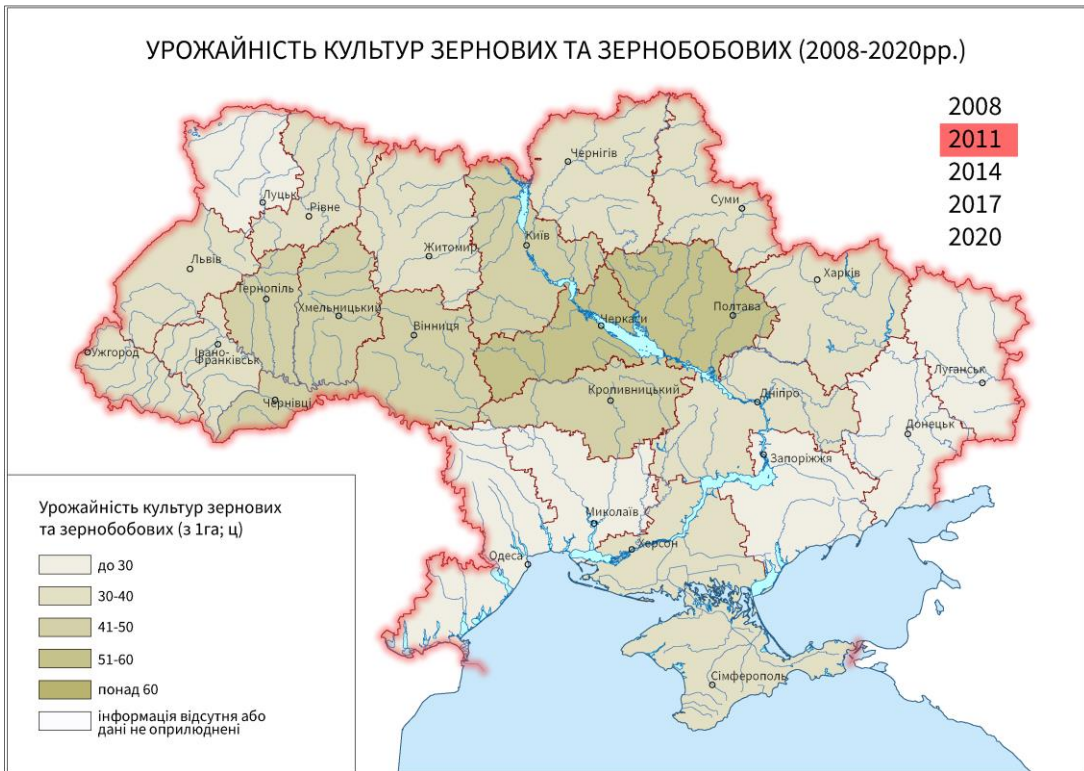 УРОЖАЙНІСТЬ КУЛЬТУР ЗЕРНОВИХ ТА ЗЕРНОБОБОВИХ (2008-2020рр.)
2008
2011
2014
2017
2020
Чернігів
Луцьк
Рівне
Суми
Київ
Житомир
Львів
Харків
Тернопіль
Хмельницький
Полтава
Черкаси
Вінниця
Ужгород
Івано-
Франківськ
Луганськ
Кропивницький
Дніпро
Чернівці
Донецьк
Запоріжжя
Миколаїв
Херсон
Одеса
Сімферополь
Урожайність культур зернових
та зернобобових (з 1га; ц)
до 30
30-40
41-50
51-60
понад 60
інформація відсутня або
дані не оприлюднені